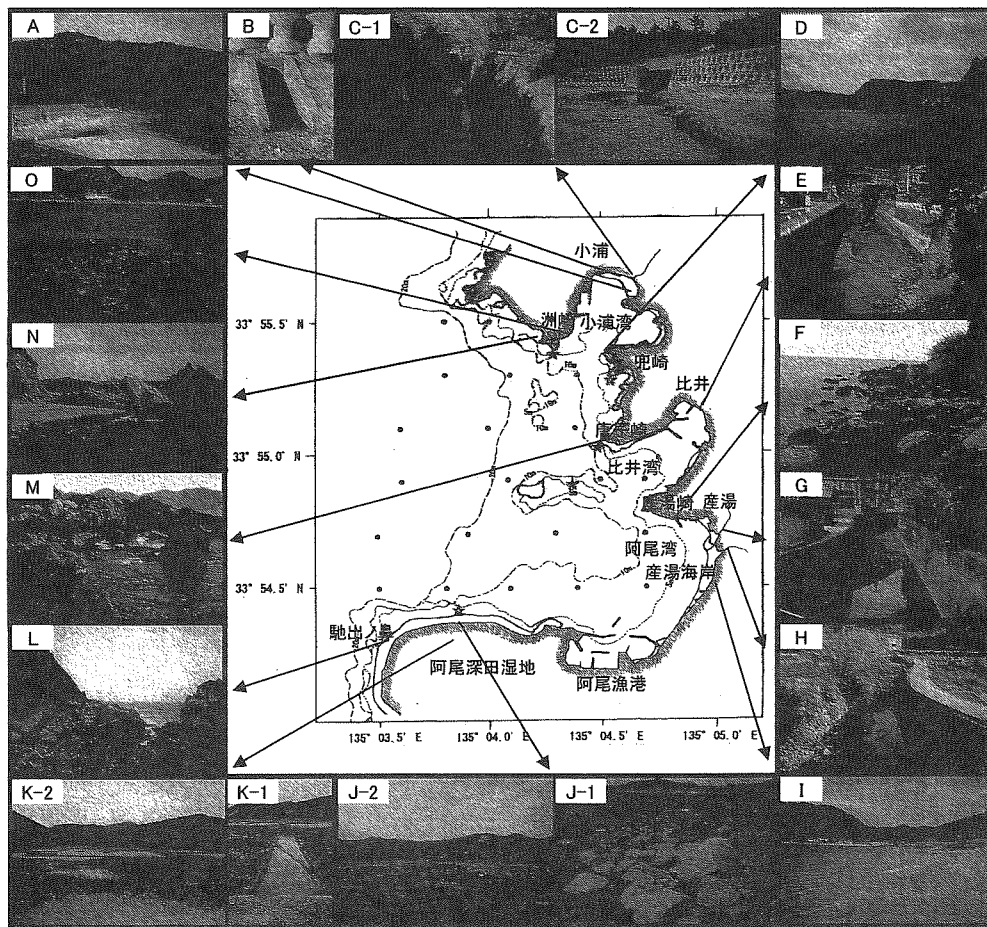 A
B
C-1
C-2
D
O
E
小浦
33° 55.5′ N
小浦湾
N
兜崎
F
比井
33° 55.0′ N
比井湾
M
産湯崎
産湯
G
阿尾湾
33° 54.5′ N
産湯海岸
L
馳出ノ鼻
阿尾深田湿地
阿尾漁港
H
135° 03.5′ E
135° 04.0′ E
135° 04.5′ E
135° 05.0′ E
K-2
K-1
J-2
J-1
I